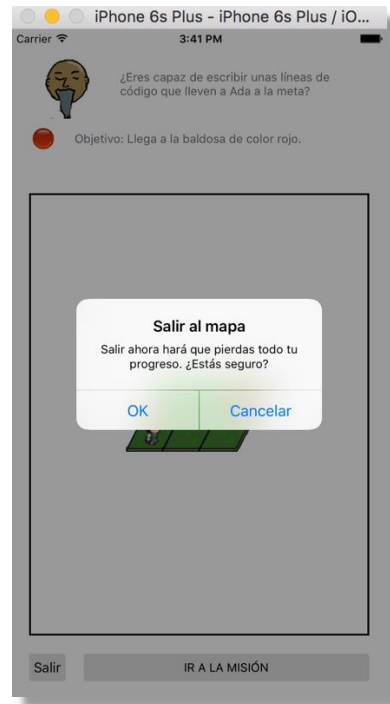 iPhone 6s Plus - iPhone 6s Plus / iO...
Carrier 3:41 PM
¿Eres capaz de escribir unas líneas de
código que lleven a Ada a la meta?
Objetivo: Llega a la baldosa de color rojo.
Salir al mapa
Salir ahora hará que pierdas todo tu
progreso. ¿Estás seguro?
OK Cancelar
Salir IR A LA MISIÓN